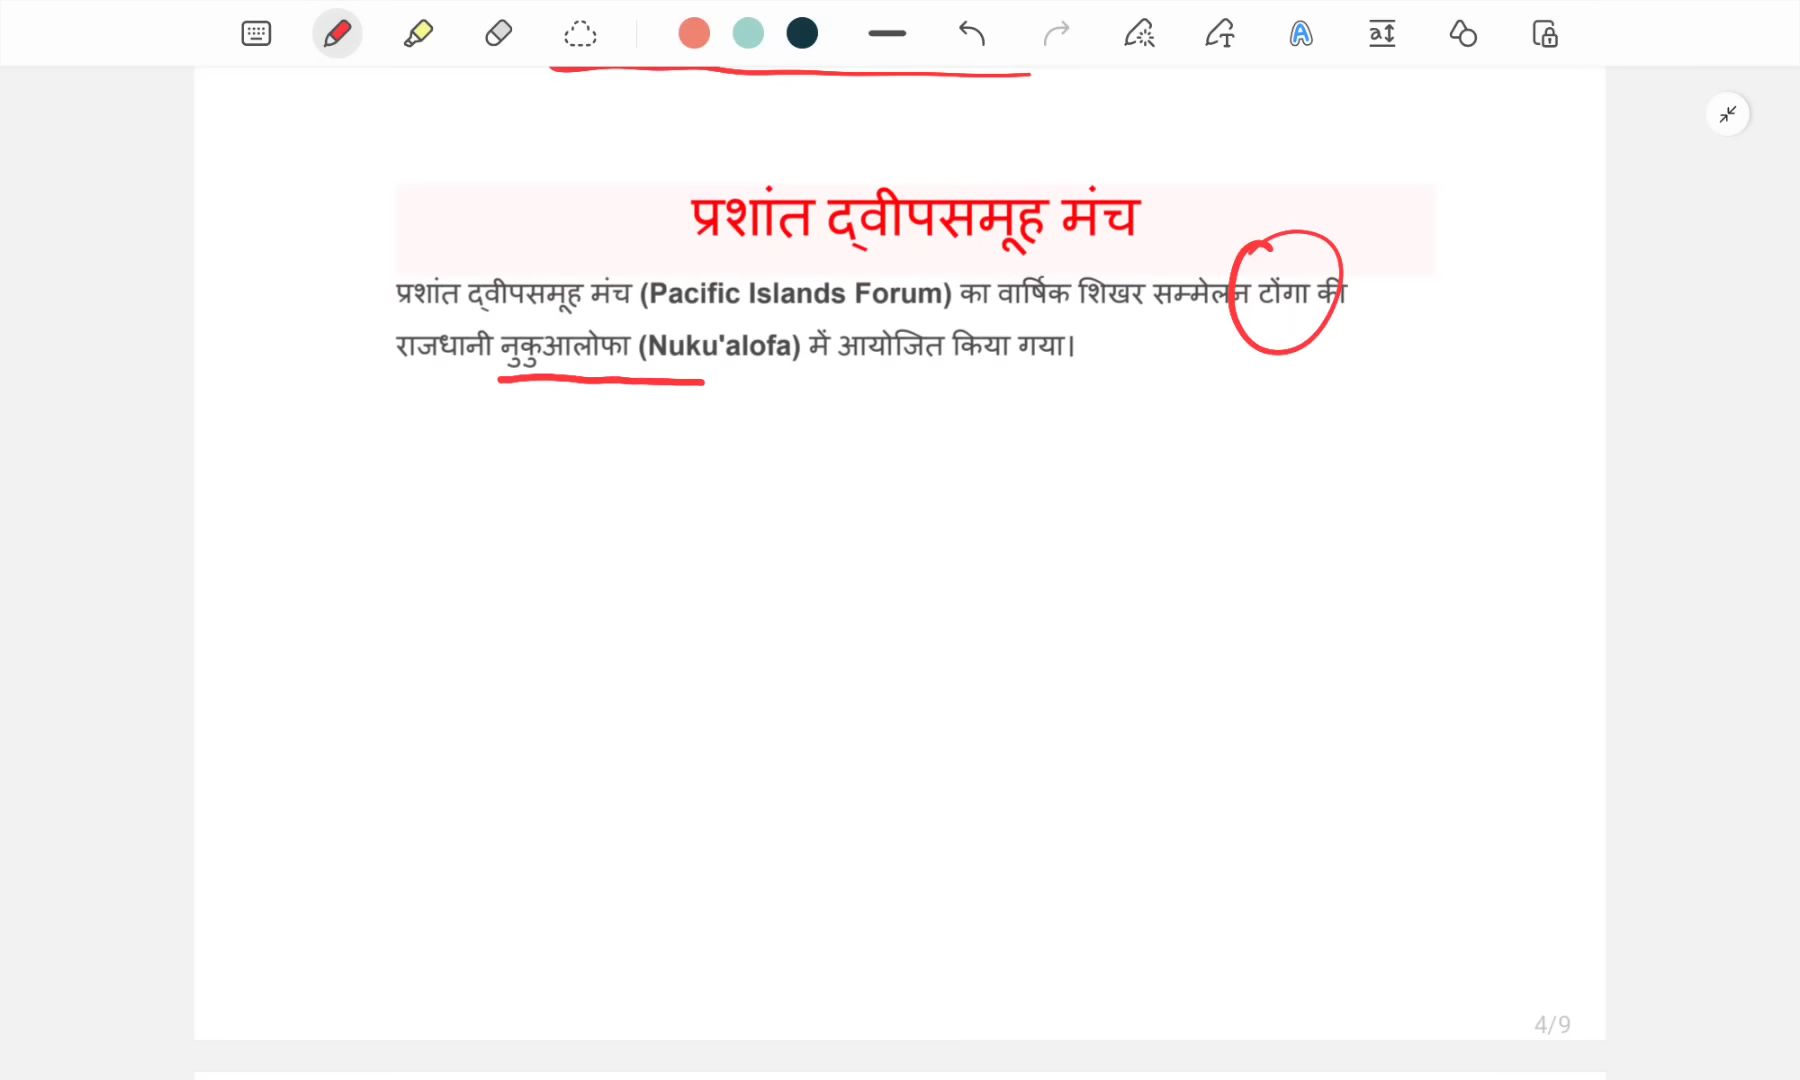 प्रशांत द्वीपसमूह मंच
प्रशांत द्वीपसमूह मंच (Pacific Islands Forum) का वार्षिक शिखर सम्मेलन टोंगा की
राजधानी नुकुआलोफा (Nuku'alofa) में आयोजित किया गया।
4/9